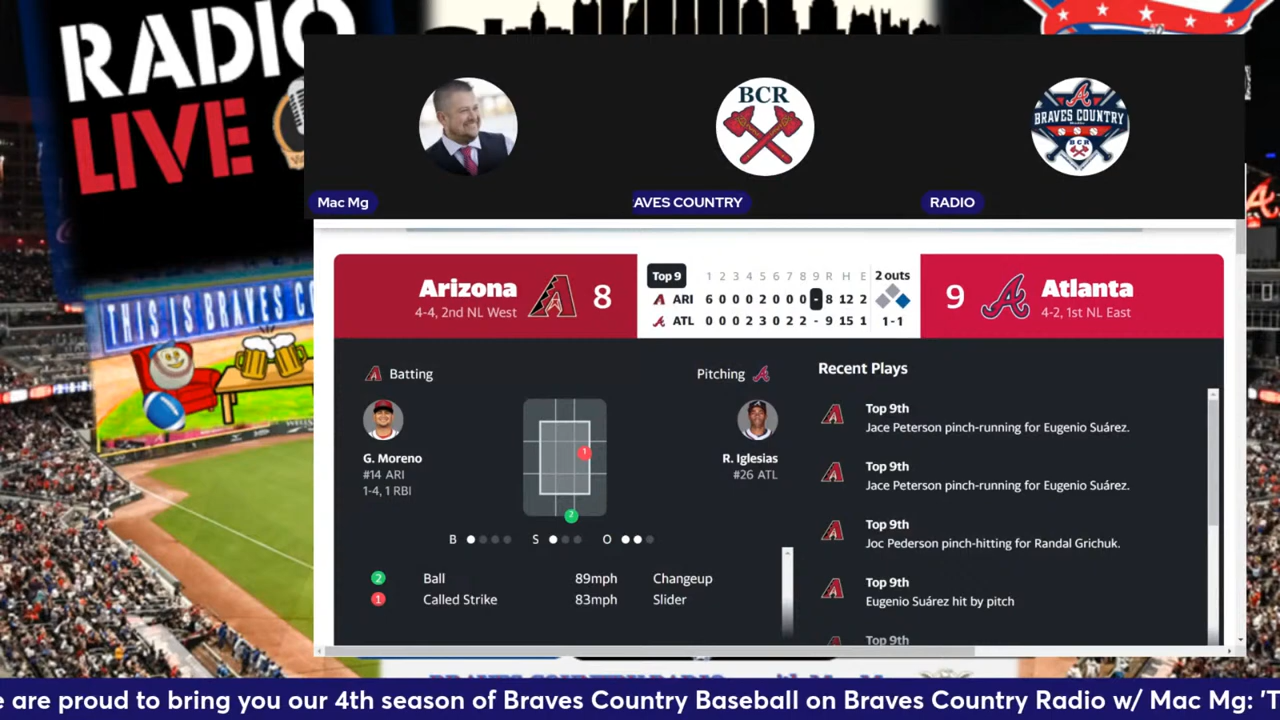 RADIO
LIVE
THIS IS BRAVES CO
BCR
BRAVES COUNTRY
BCR
Mac Mg
AVES COUNTRY
RADIO
Arizona
4-4, 2nd NL West
8
Top 9
1 2 3 4 5 6 7 8 9 R H E
ARI 6 0 0 0 2 0 0 0 - 8 12 2
ATL 0 0 0 2 3 0 2 2 - 9 15 1
2 outs
1-1
9
Atlanta
4-2, 1st NL East
Batting
Pitching
G. Moreno
#14 ARI
1-4, 1 RBI
R. Iglesias
#26 ATL
1
2
B S O
2 Ball 89mph Changeup
1 Called Strike 83mph Slider
Recent Plays
Top 9th
Jace Peterson pinch-running for Eugenio Suárez.
Top 9th
Jace Peterson pinch-running for Eugenio Suárez.
Top 9th
Joc Pederson pinch-hitting for Randal Grichuk.
Top 9th
Eugenio Suárez hit by pitch
Top 9th
e are proud to bring you our 4th season of Braves Country Baseball on Braves Country Radio w/ Mac Mg: 'T